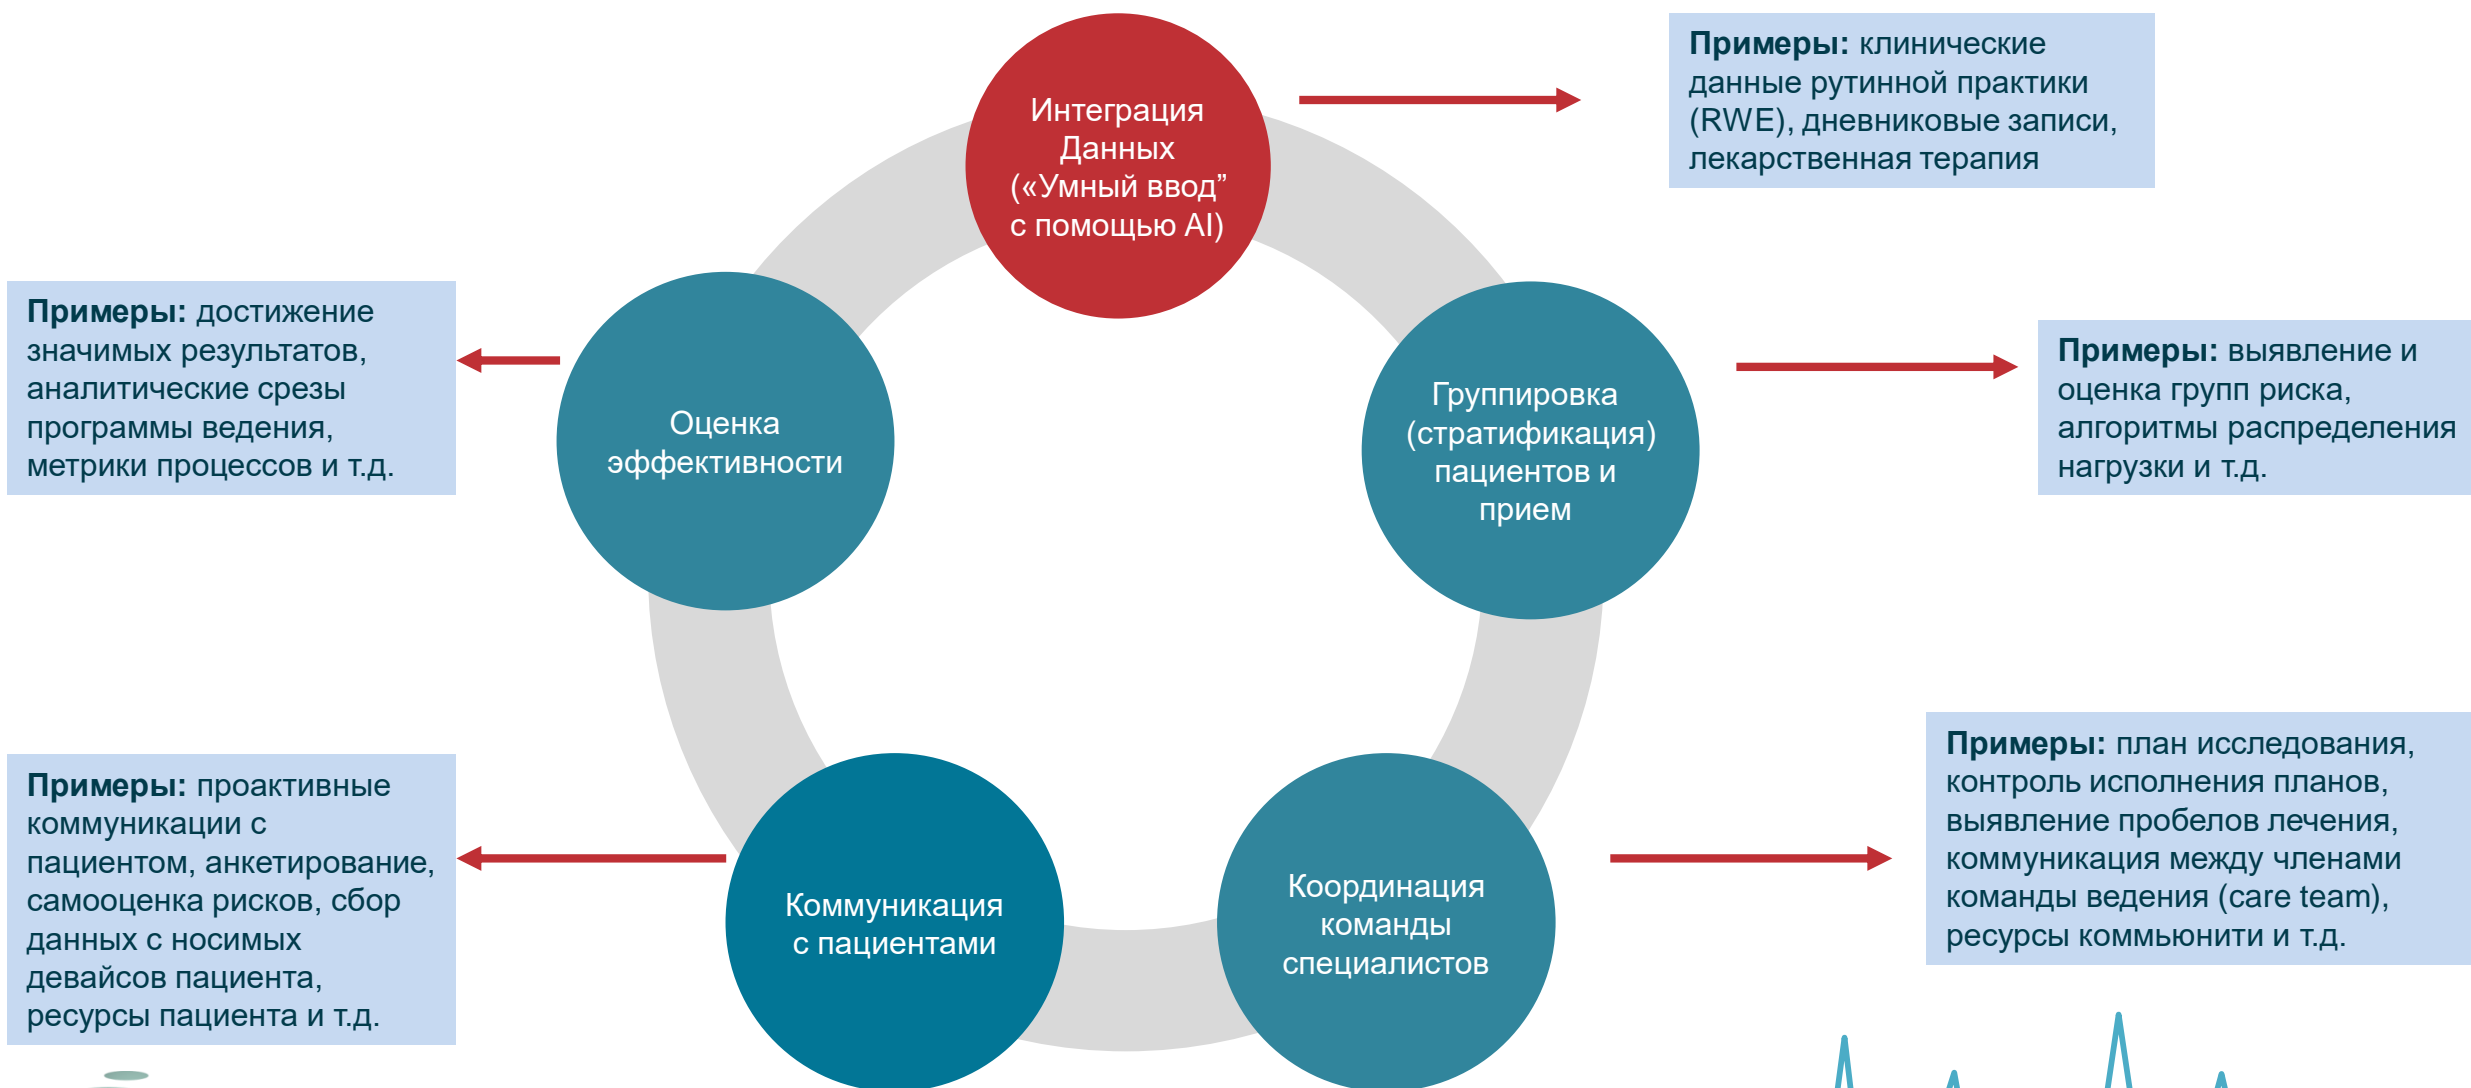 Интеграция
Данных
(«Умный ввод”
с помощью AI)
Примеры: клинические
данные рутинной практики
(RWE), дневниковые записи,
лекарственная терапия
Группировка
(стратификация)
пациентов и
прием
Примеры: выявление и
оценка групп риска,
алгоритмы распределения
нагрузки и т.д.
Координация
команды
специалистов
Примеры: план исследования,
контроль исполнения планов,
выявление пробелов лечения,
коммуникация между членами
команды ведения (care team),
ресурсы коммьюнити и т.д.
Коммуникация
с пациентами
Примеры: проактивные
коммуникации с
пациентом, анкетирование,
самооценка рисков, сбор
данных с носимых
девайсов пациента,
ресурсы пациента и т.д.
Оценка
эффективности
Примеры: достижение
значимых результатов,
аналитические срезы
программы ведения,
метрики процессов и т.д.